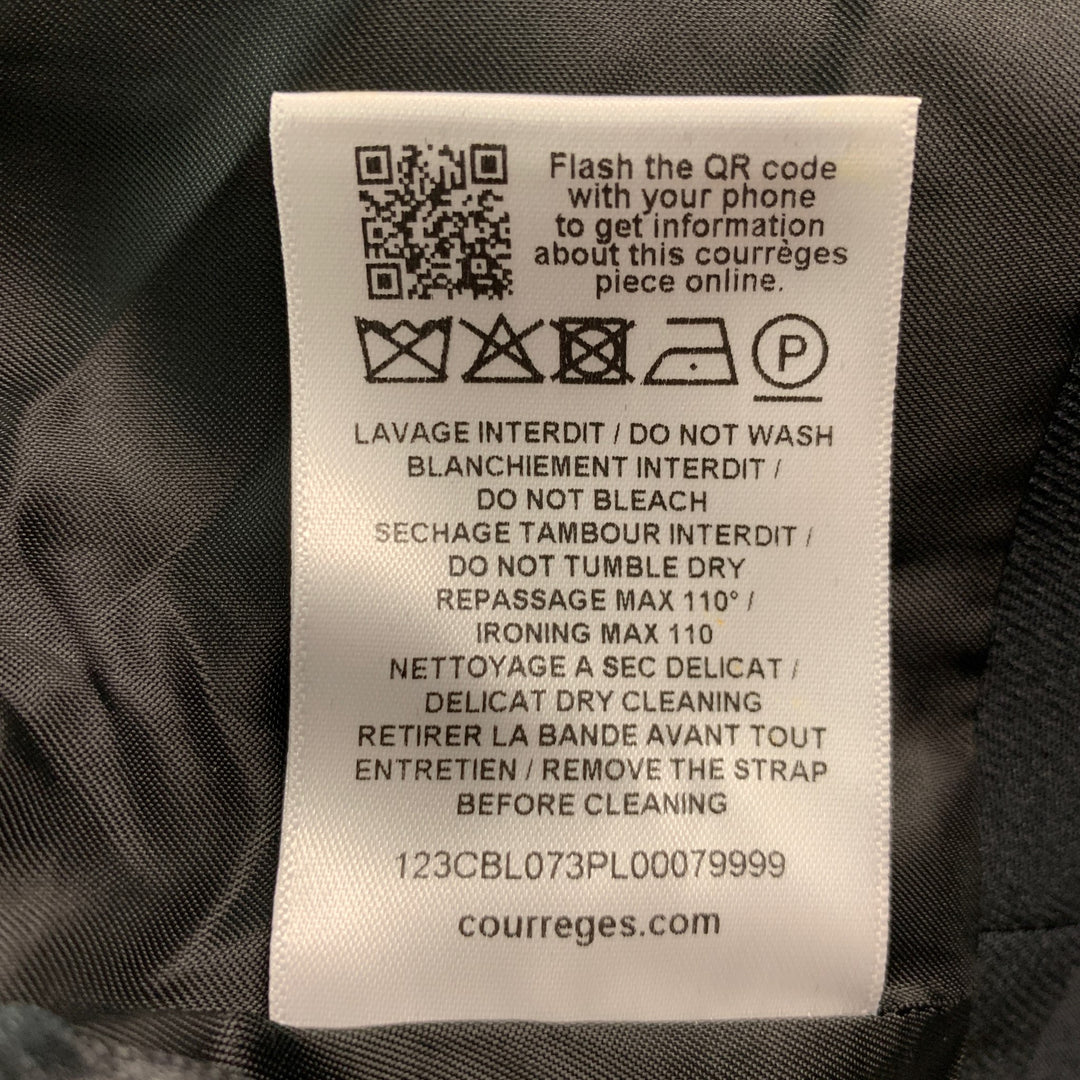 Flash the QR code
with your phone
to get information
about this courrèges
piece online.
P
LAVAGE INTERDIT / DO NOT WASH
BLANCHIEMENT INTERDIT /
DO NOT BLEACH
SECHAGE TAMBOUR INTERDIT /
DO NOT TUMBLE DRY
REPASSAGE MAX 110° /
IRONING MAX 110
NETTOYAGE A SEC DELICAT /
DELICAT DRY CLEANING
RETIRER LA BANDE AVANT TOUT
ENTRETIEN / REMOVE THE STRAP
BEFORE CLEANING
123CBL073PL00079999
courreges.com